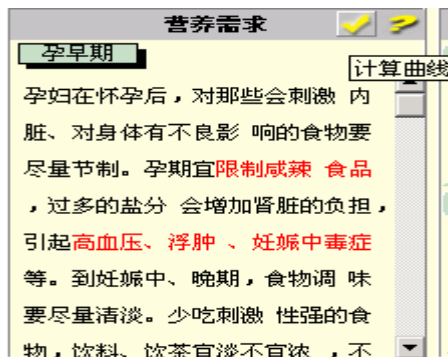 营养需求
孕早期
计算曲线
孕妇在怀孕后，对那些会刺激 内
脏、对身体有不良影 响的食物要
尽量节制。孕期宜限制咸辣 食品
，过多的盐分 会增加肾脏的负担，
引起高血压、浮肿 、妊娠中毒症
等。到妊娠中、晚期，食物调 味
要尽量清淡。少吃刺激 性强的食
物，饮料、饮茶宜淡不宜浓 ，不